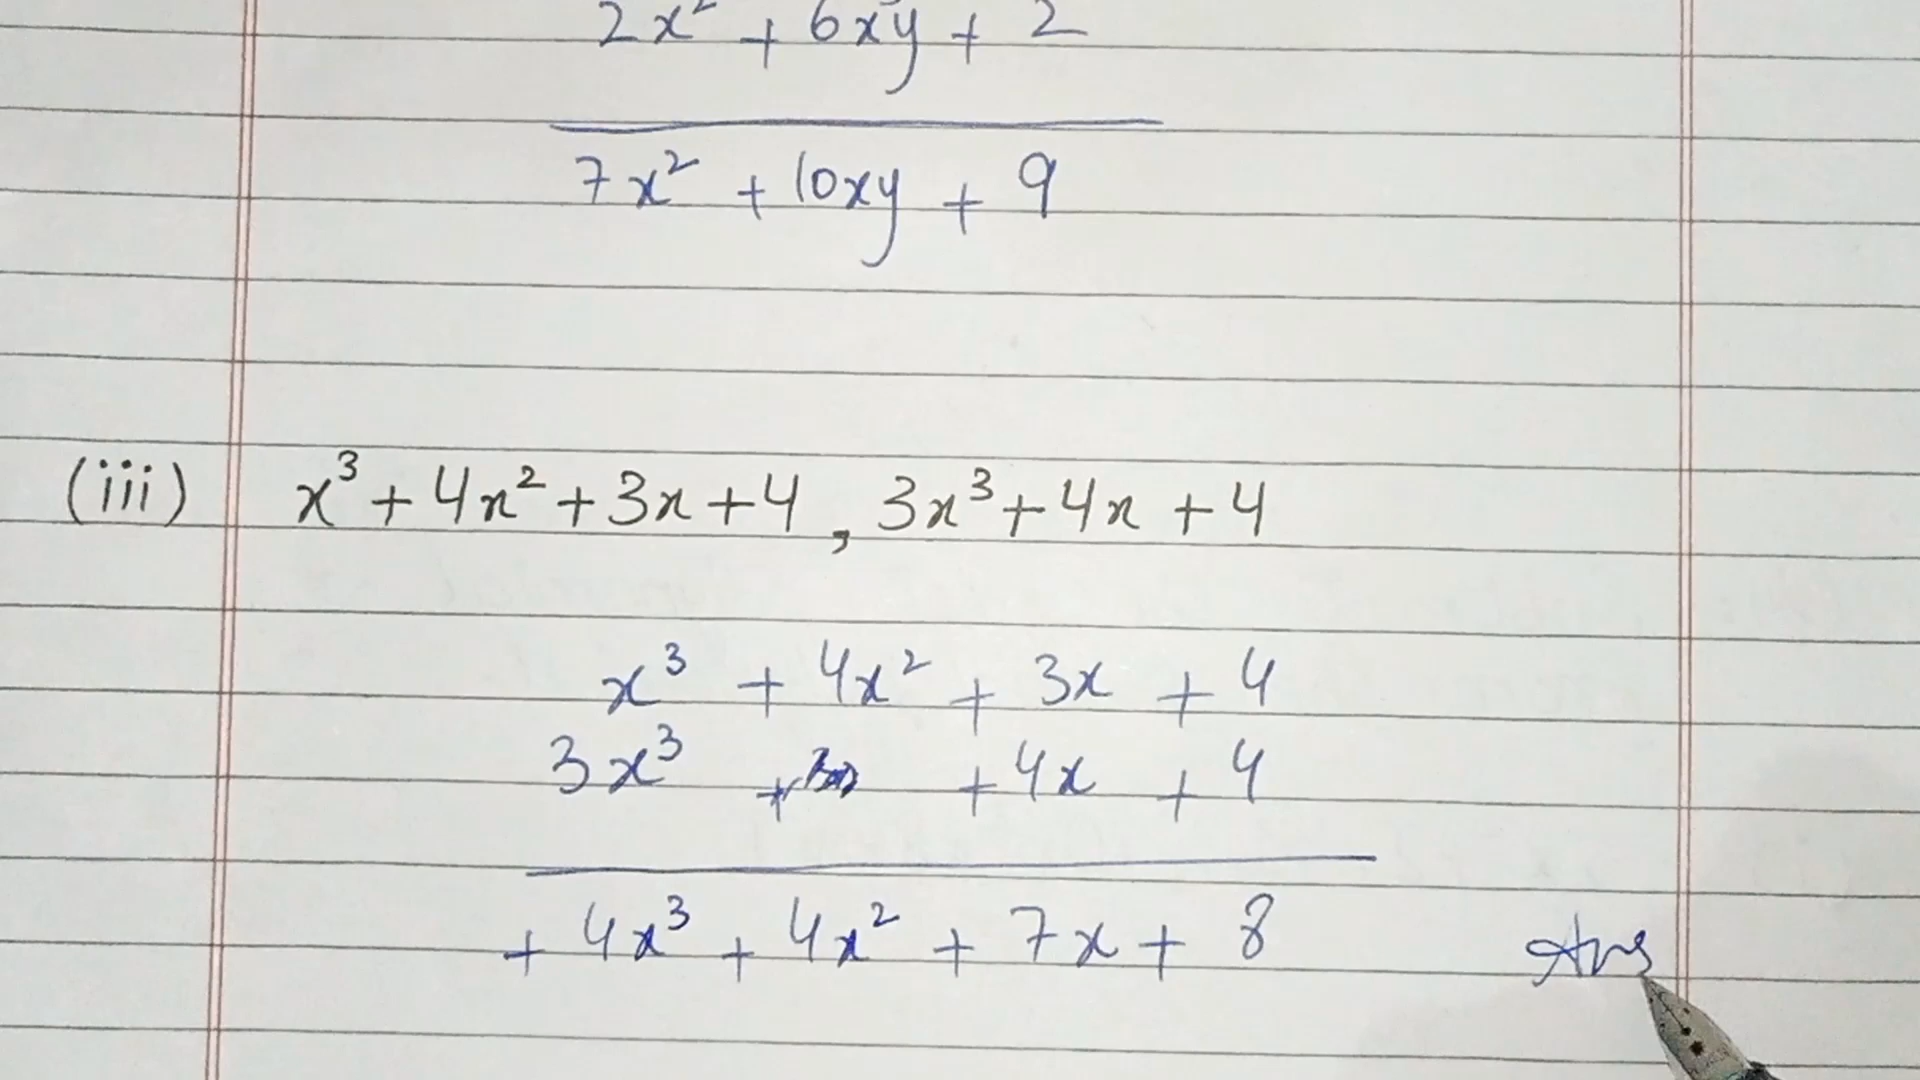 2x² + 6xy + 2
7x² + 10xy + 9
(iii) x³ + 4x² + 3x + 4 , 3x³ + 4x + 4
x³ + 4x² + 3x + 4
3x³ + + 4x + 4
+ 4x³ + 4x² + 7x + 8 Ans